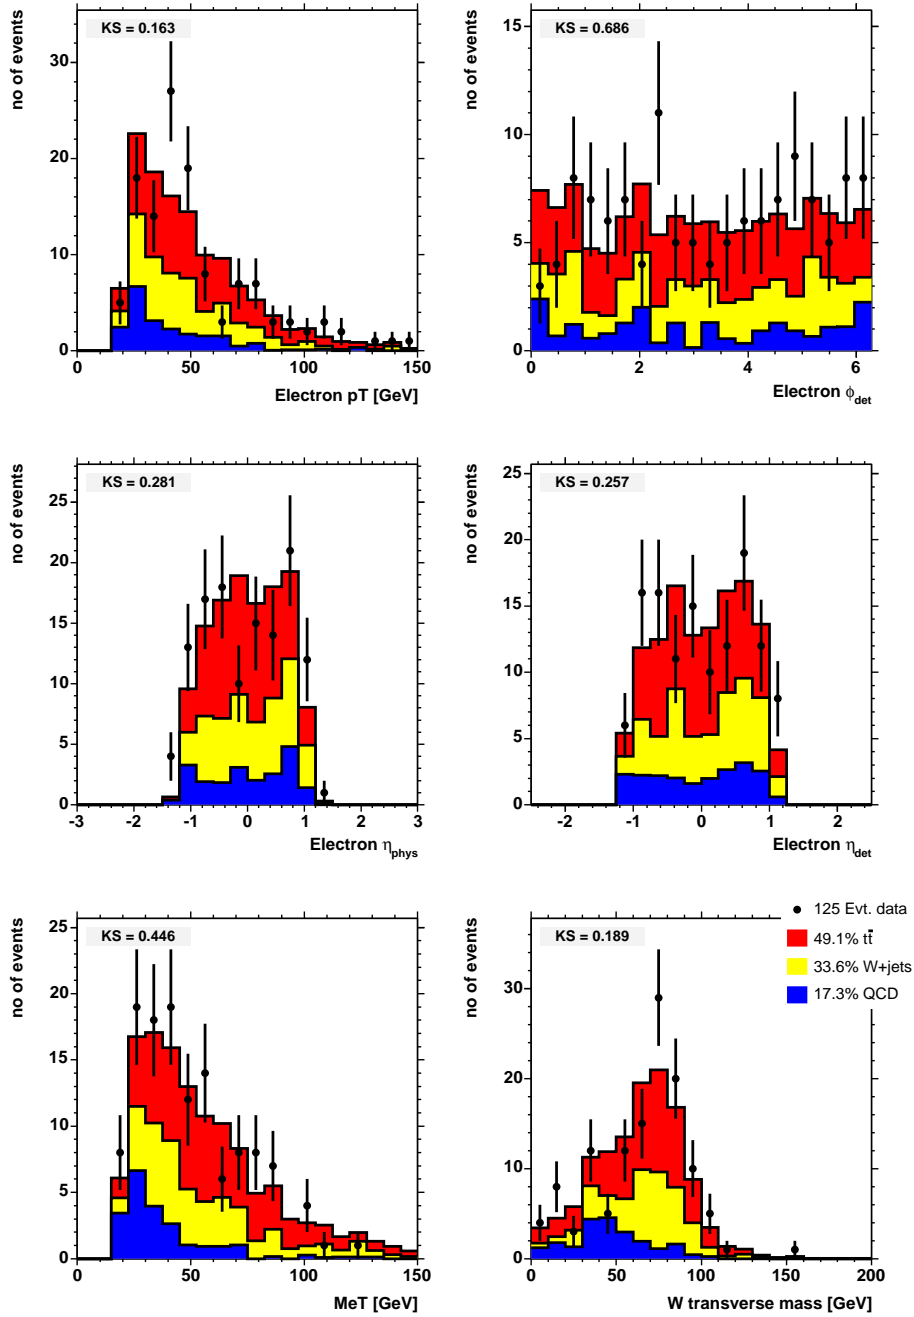 no of events
KS = 0.163
30
20
10
0
0 50 100 150
Electron pT [GeV]
no of events
KS = 0.686
15
10
5
0
0 2 4 6
Electron ϕdet
no of events
KS = 0.281
25
20
15
10
5
0
-3 -2 -1 0 1 2 3
Electron ηphys
no of events
KS = 0.257
25
20
15
10
5
0
-2 -1 0 1 2
Electron ηdet
no of events
KS = 0.446
25
20
15
10
5
0
0 50 100 150
MeT [GeV]
no of events
KS = 0.189
30
20
10
0
0 50 100 150 200
W transverse mass [GeV]
125 Evt. data
49.1% tt̄
33.6% W+jets
17.3% QCD